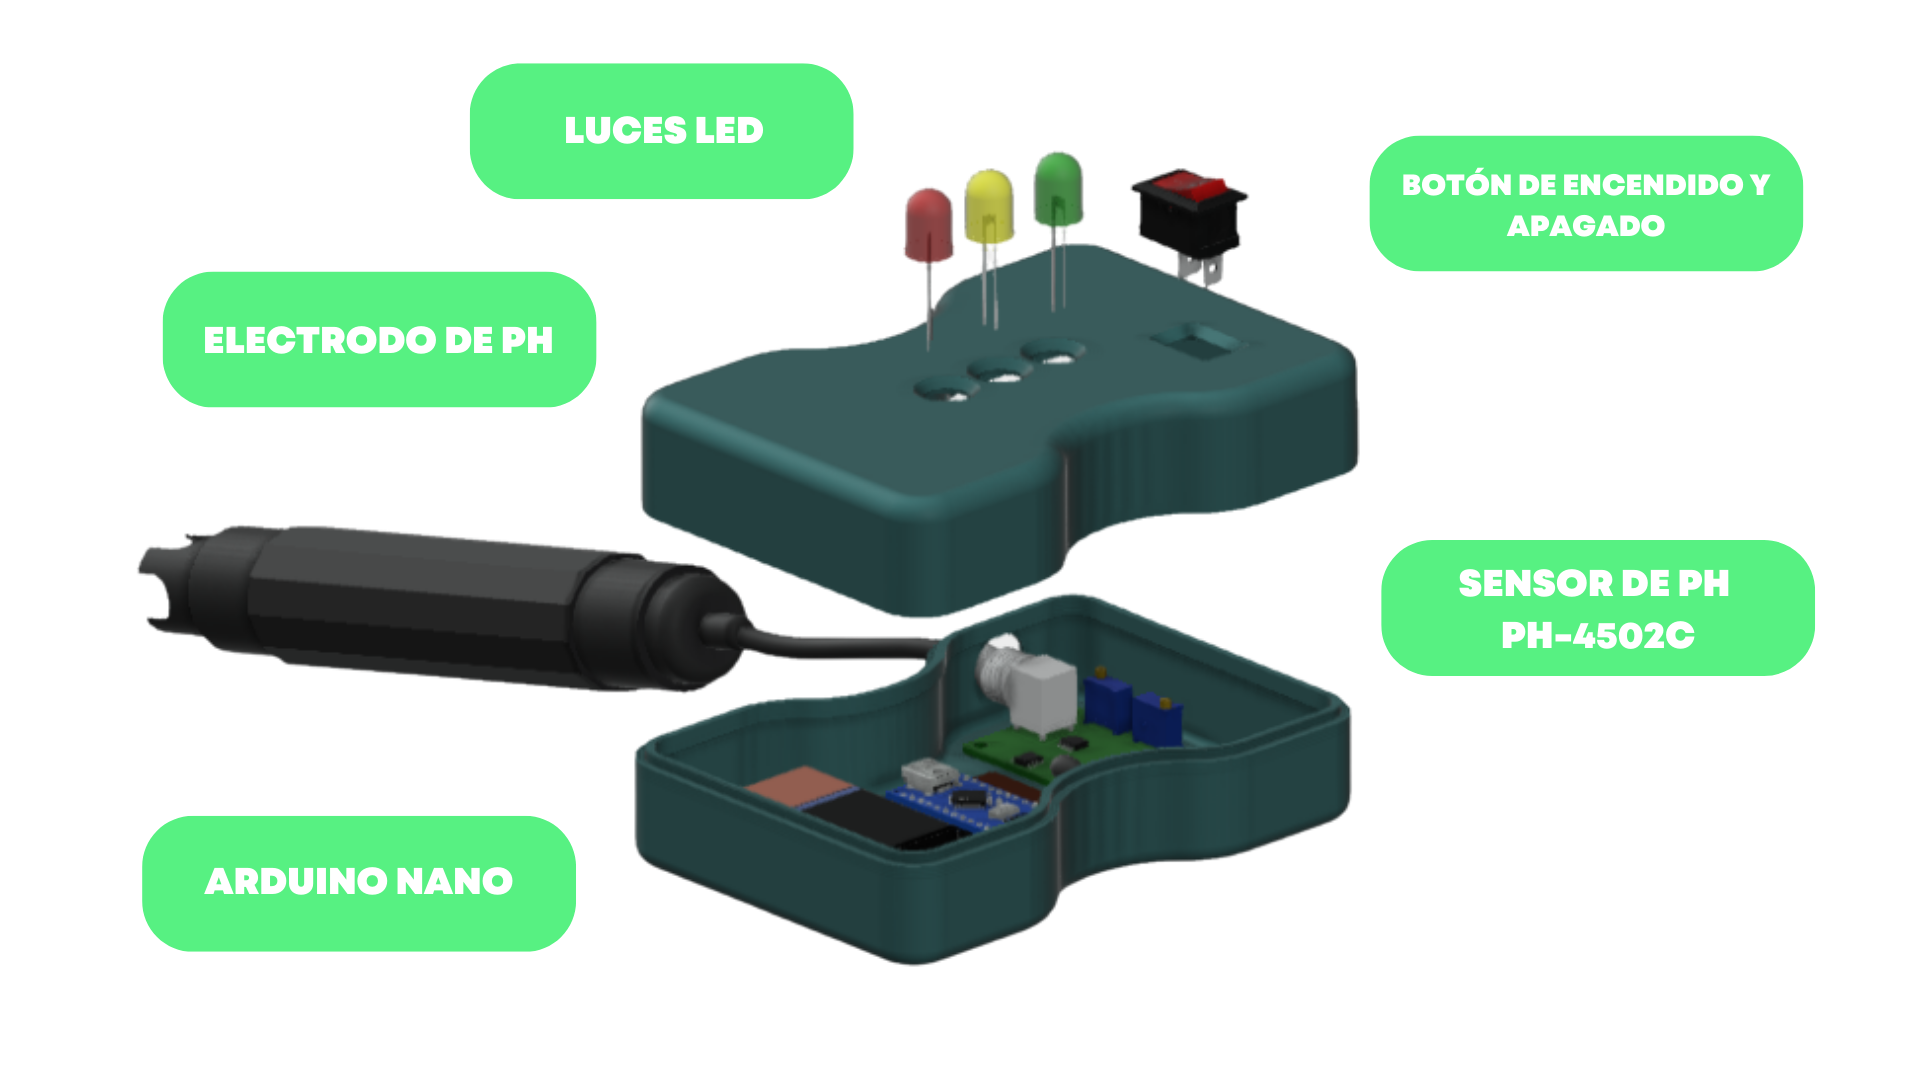 LUCES LED
BOTÓN DE ENCENDIDO Y
APAGADO
ELECTRODO DE PH
SENSOR DE PH
PH-4502C
ARDUINO NANO